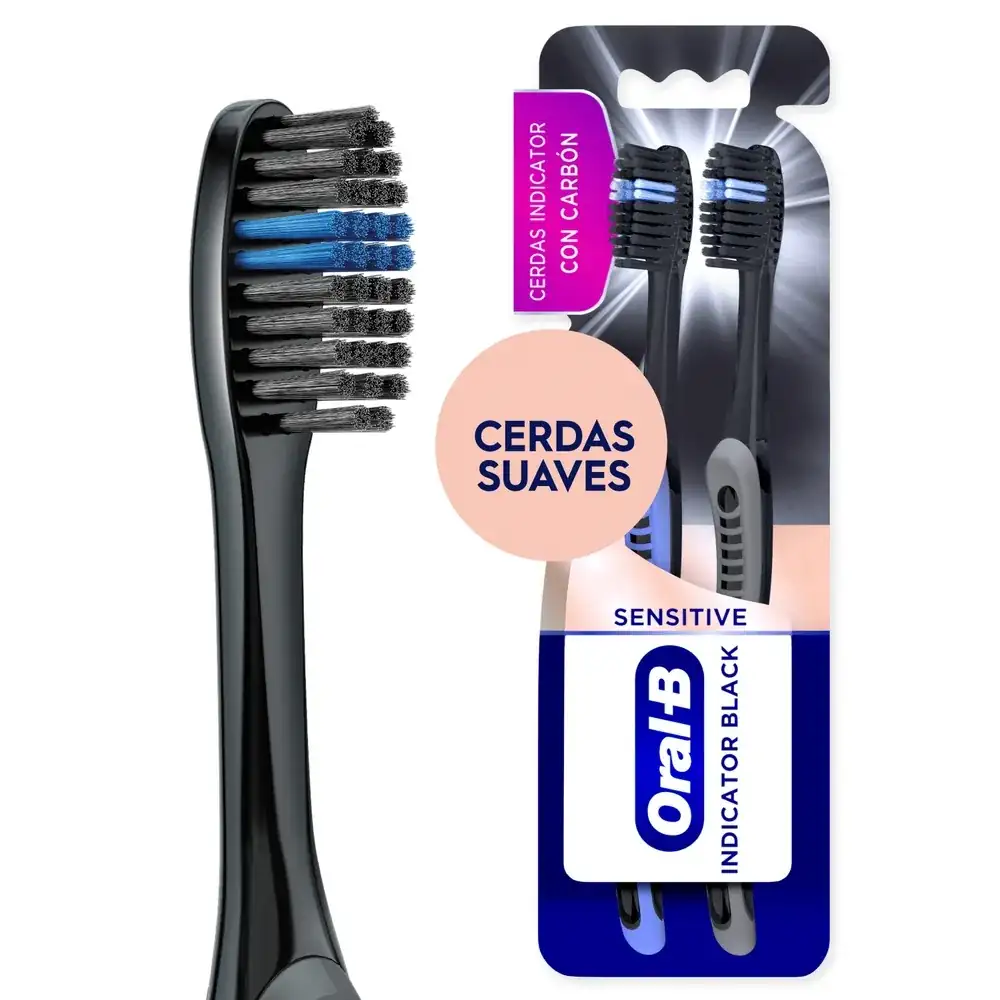 CERDAS INDICATOR
CON CARBÓN
CERDAS
SUAVES
SENSITIVE
Oral-B
INDICATOR BLACK